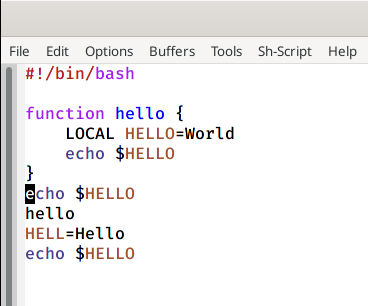 File Edit Options Buffers Tools Sh-Script Help
#!/bin/bash
function hello {
LOCAL HELLO=World
echo $HELLO
}
echo $HELLO
hello
HELL=Hello
echo $HELLO